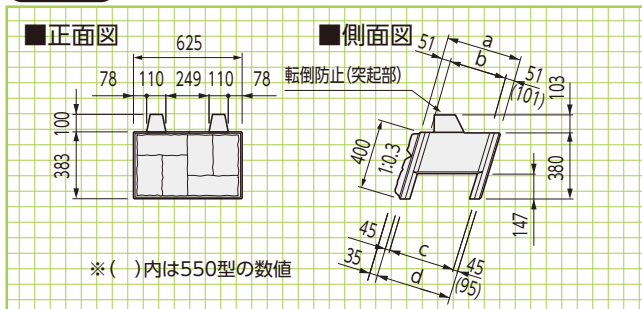 ■正面図
625
78 110 249 110 78
100
383
※(　)内は550型の数値
■側面図
転倒防止(突起部)
51
a
b
51
(101)
103
400
1:0.3
380
147
45
35
c
d
45
(95)